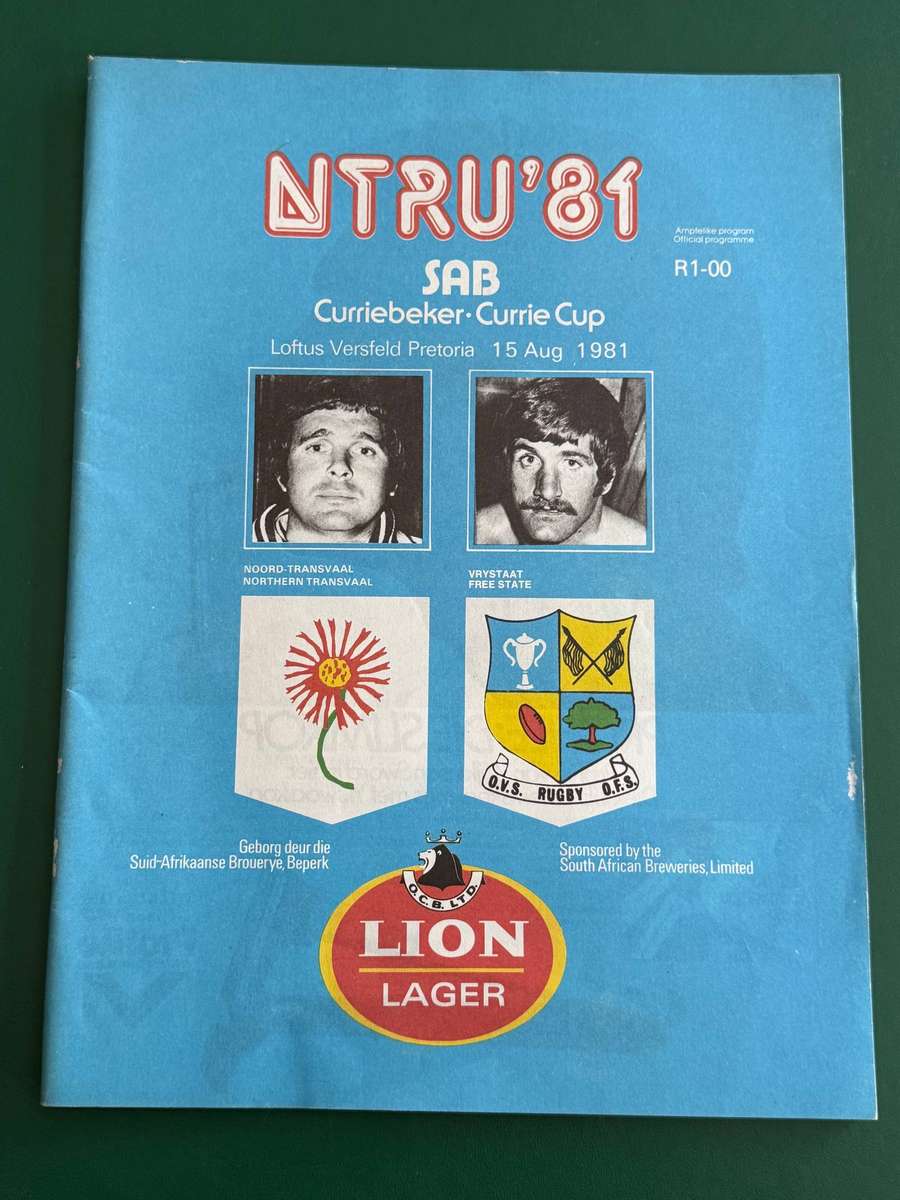 NTRU'81
Amptelike program
Official programme
R1-00
SAB
Curriebeker · Currie Cup
Loftus Versfeld Pretoria 15 Aug 1981
NOORD-TRANSVAAL
NORTHERN TRANSVAAL
VRYSTAAT
FREE STATE
O.V.S. RUGBY O.F.S.
Geborg deur die
Suid-Afrikaanse Brouerye, Beperk
Sponsored by the
South African Breweries, Limited
O.C.B. LTD.
LION
LAGER